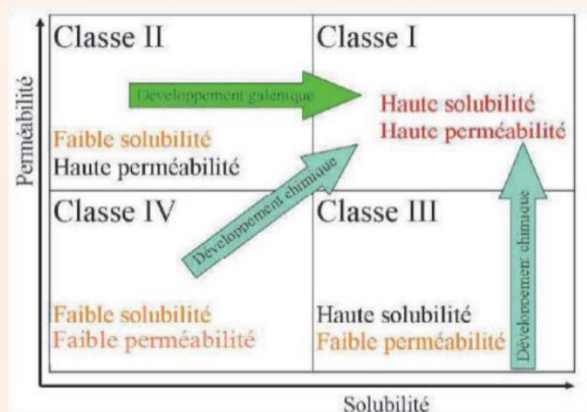 Classe II
Développement galénique
Faible solubilité
Haute perméabilité
Classe I
Haute solubilité
Haute perméabilité
Classe IV
Développement chimique
Faible solubilité
Faible perméabilité
Classe III
Haute solubilité
Faible perméabilité
Développement chimique
Perméabilité
Solubilité